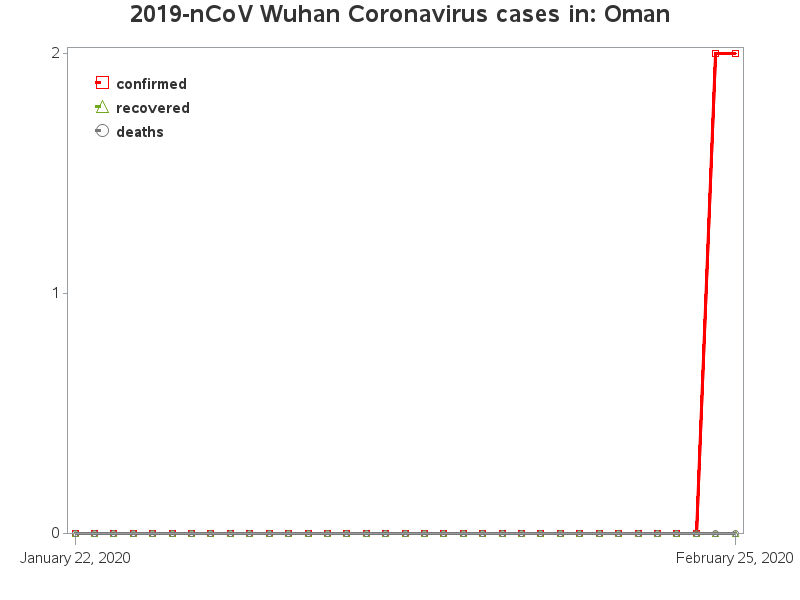 2019-nCoV Wuhan Coronavirus cases in: Oman
2
confirmed
recovered
deaths
1
0
January 22, 2020 February 25, 2020